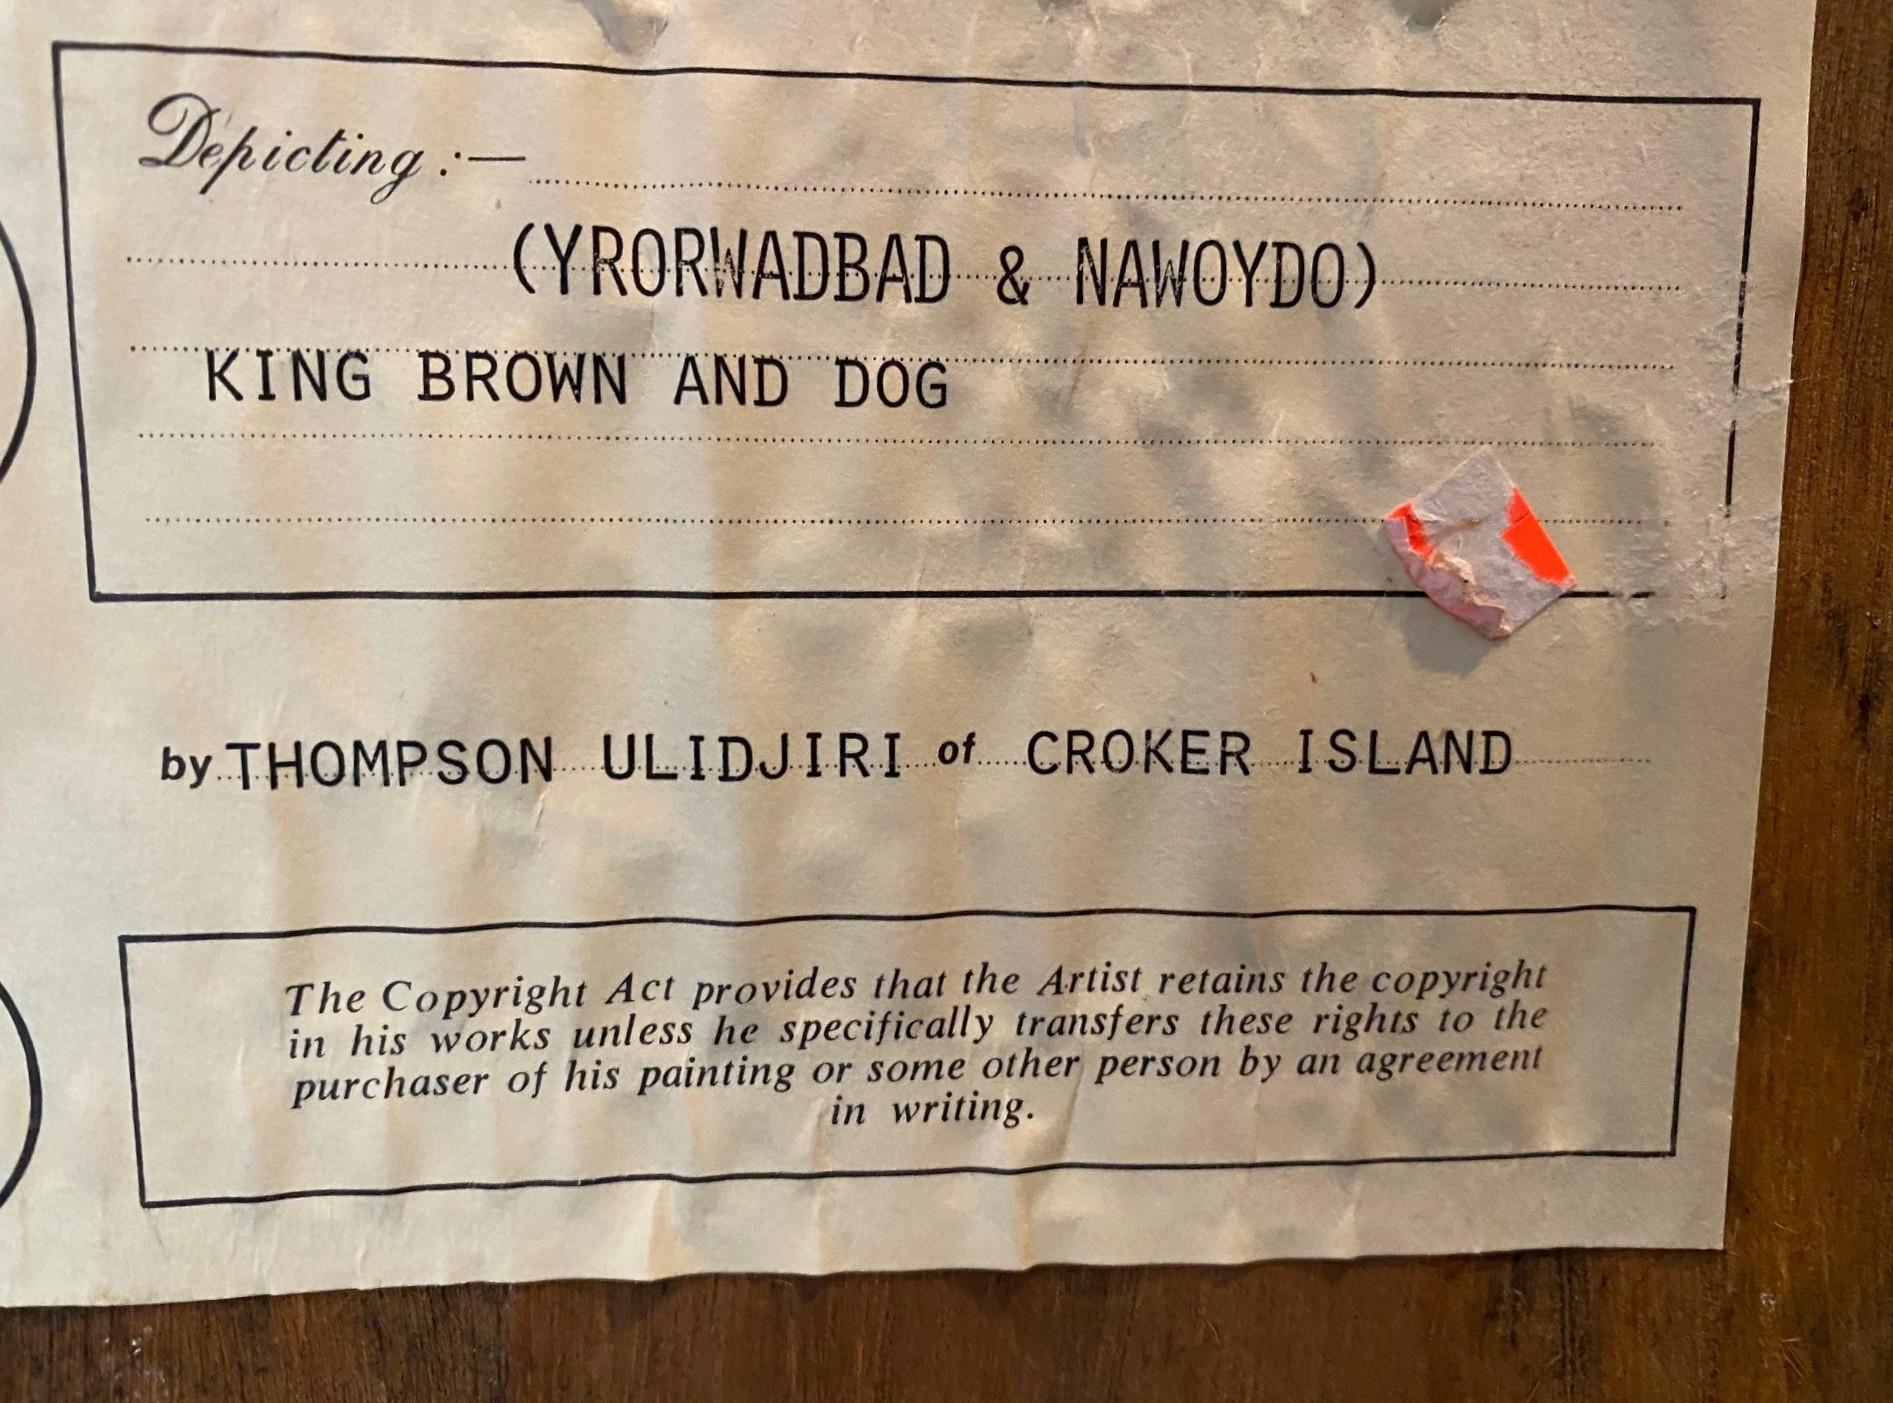 Depicting :—
(YRORWADBAD & NAWOYDO)
KING BROWN AND DOG
by THOMPSON ULIDJIRI of CROKER ISLAND
The Copyright Act provides that the Artist retains the copyright
in his works unless he specifically transfers these rights to the
purchaser of his painting or some other person by an agreement
in writing.